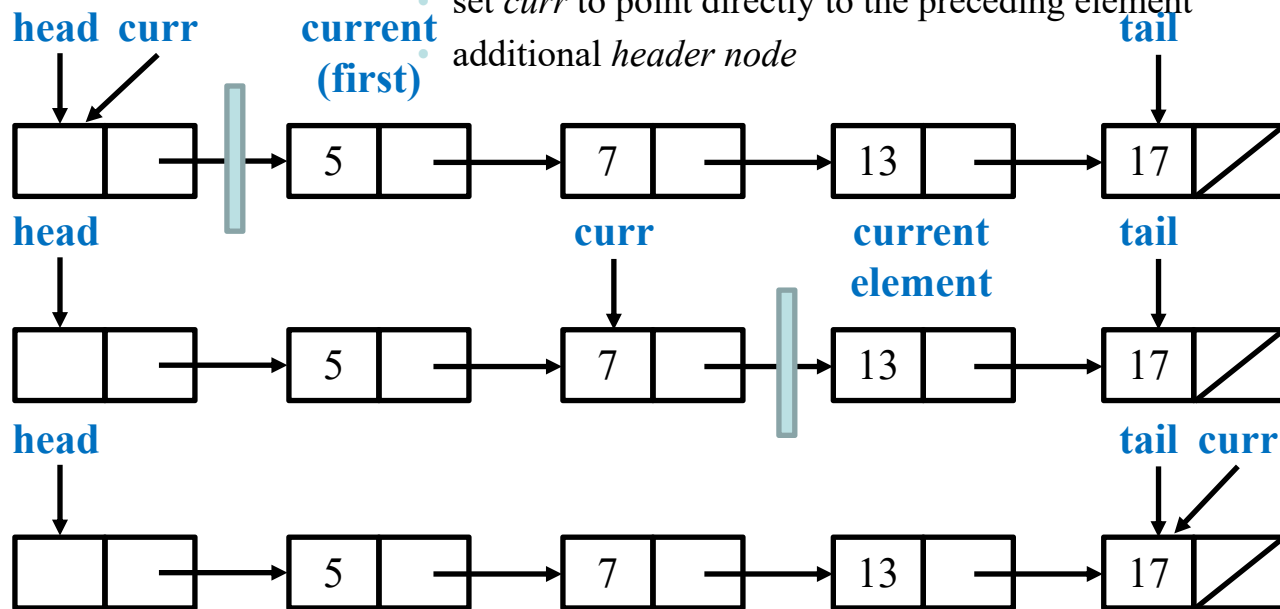 set curr to point directly to the preceding element
head curr current tail
(first) additional header node
5 7 13 17
head curr current tail
element
5 7 13 17
head tail curr
5 7 13 17